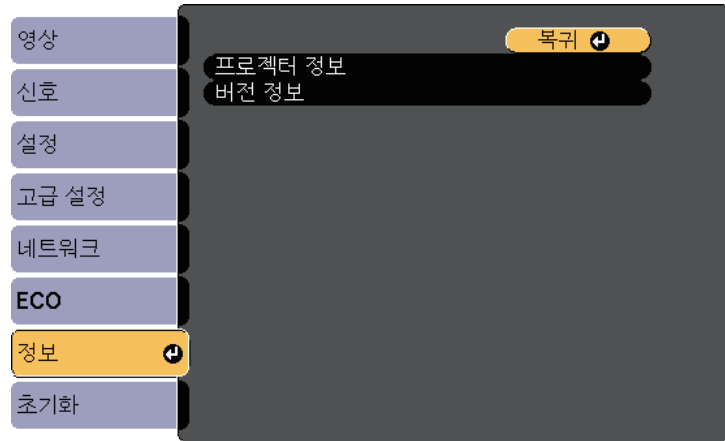 영상
신호
설정
고급 설정
네트워크
ECO
정보
초기화
복귀
프로젝터 정보
버전 정보